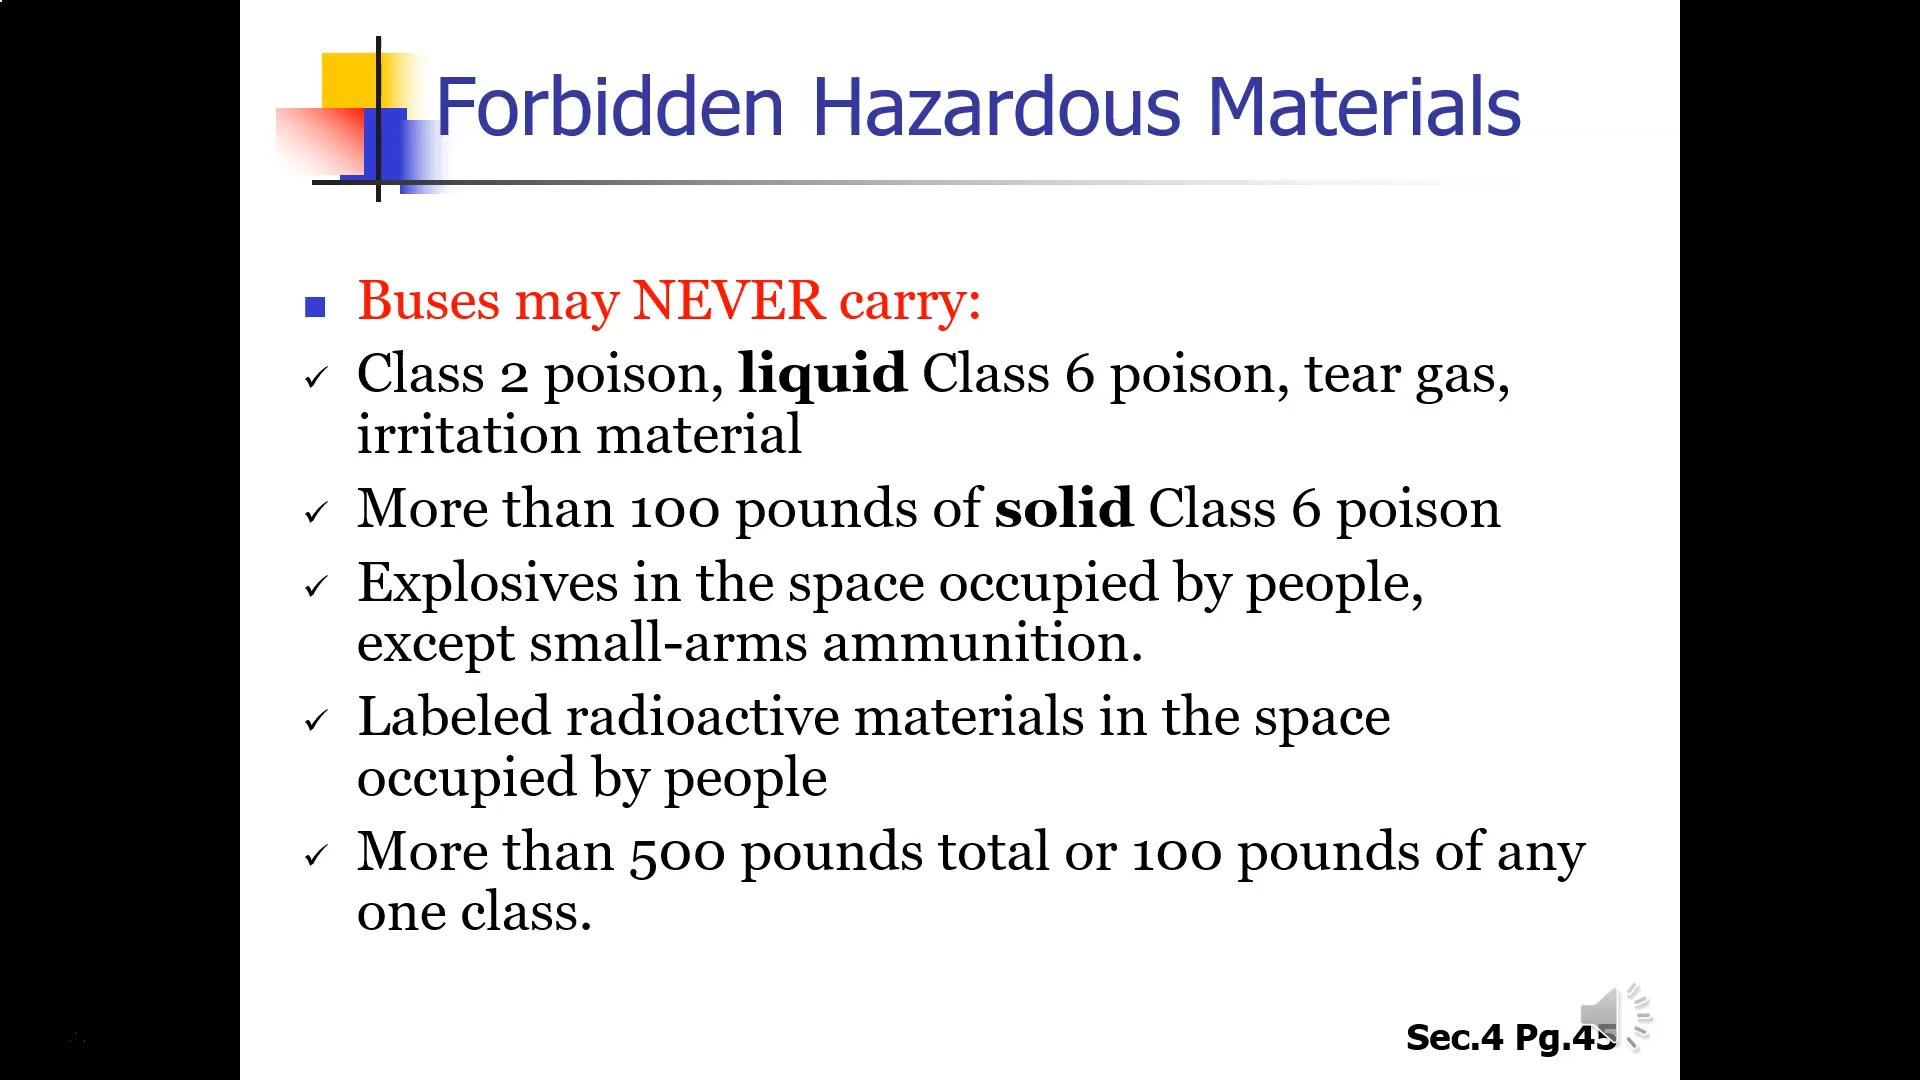 Forbidden Hazardous Materials
Buses may NEVER carry:
Class 2 poison, liquid Class 6 poison, tear gas,
irritation material
More than 100 pounds of solid Class 6 poison
Explosives in the space occupied by people,
except small-arms ammunition.
Labeled radioactive materials in the space
occupied by people
More than 500 pounds total or 100 pounds of any
one class.
Sec.4 Pg.45